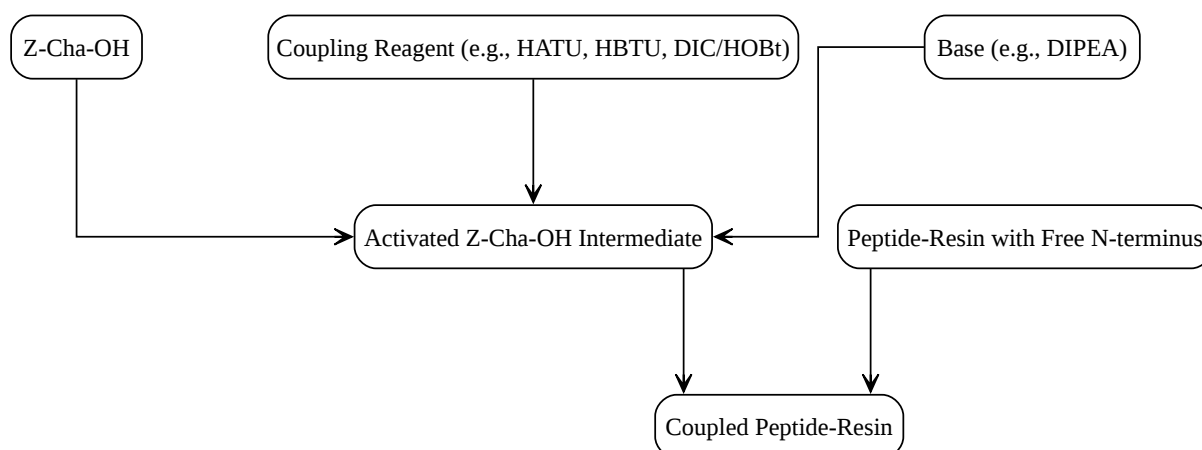 Z-Cha-OH
Coupling Reagent (e.g., HATU, HBTU, DIC/HOBt)
Base (e.g., DIPEA)
Activated Z-Cha-OH Intermediate
Peptide-Resin with Free N-terminus
Coupled Peptide-Resin